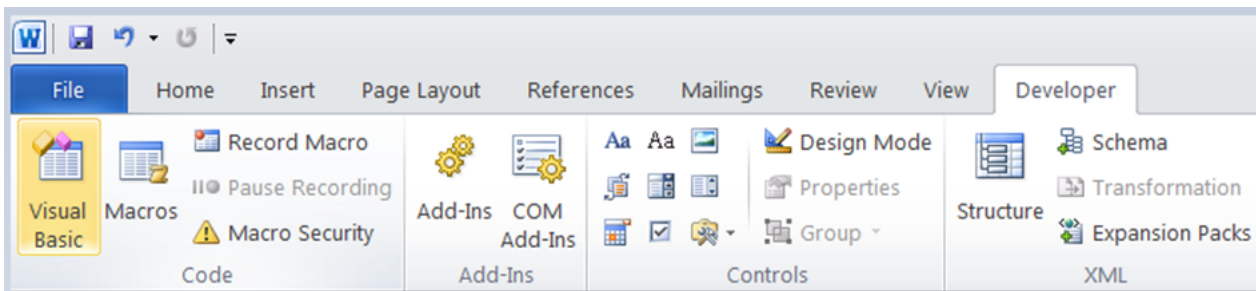 W
File Home Insert Page Layout References Mailings Review View Developer
Visual Basic
Macros
Record Macro
Pause Recording
Macro Security
Code
Add-Ins
COM Add-Ins
Add-Ins
Aa Aa
Design Mode
Properties
Group
Controls
Structure
Schema
Transformation
Expansion Packs
XML